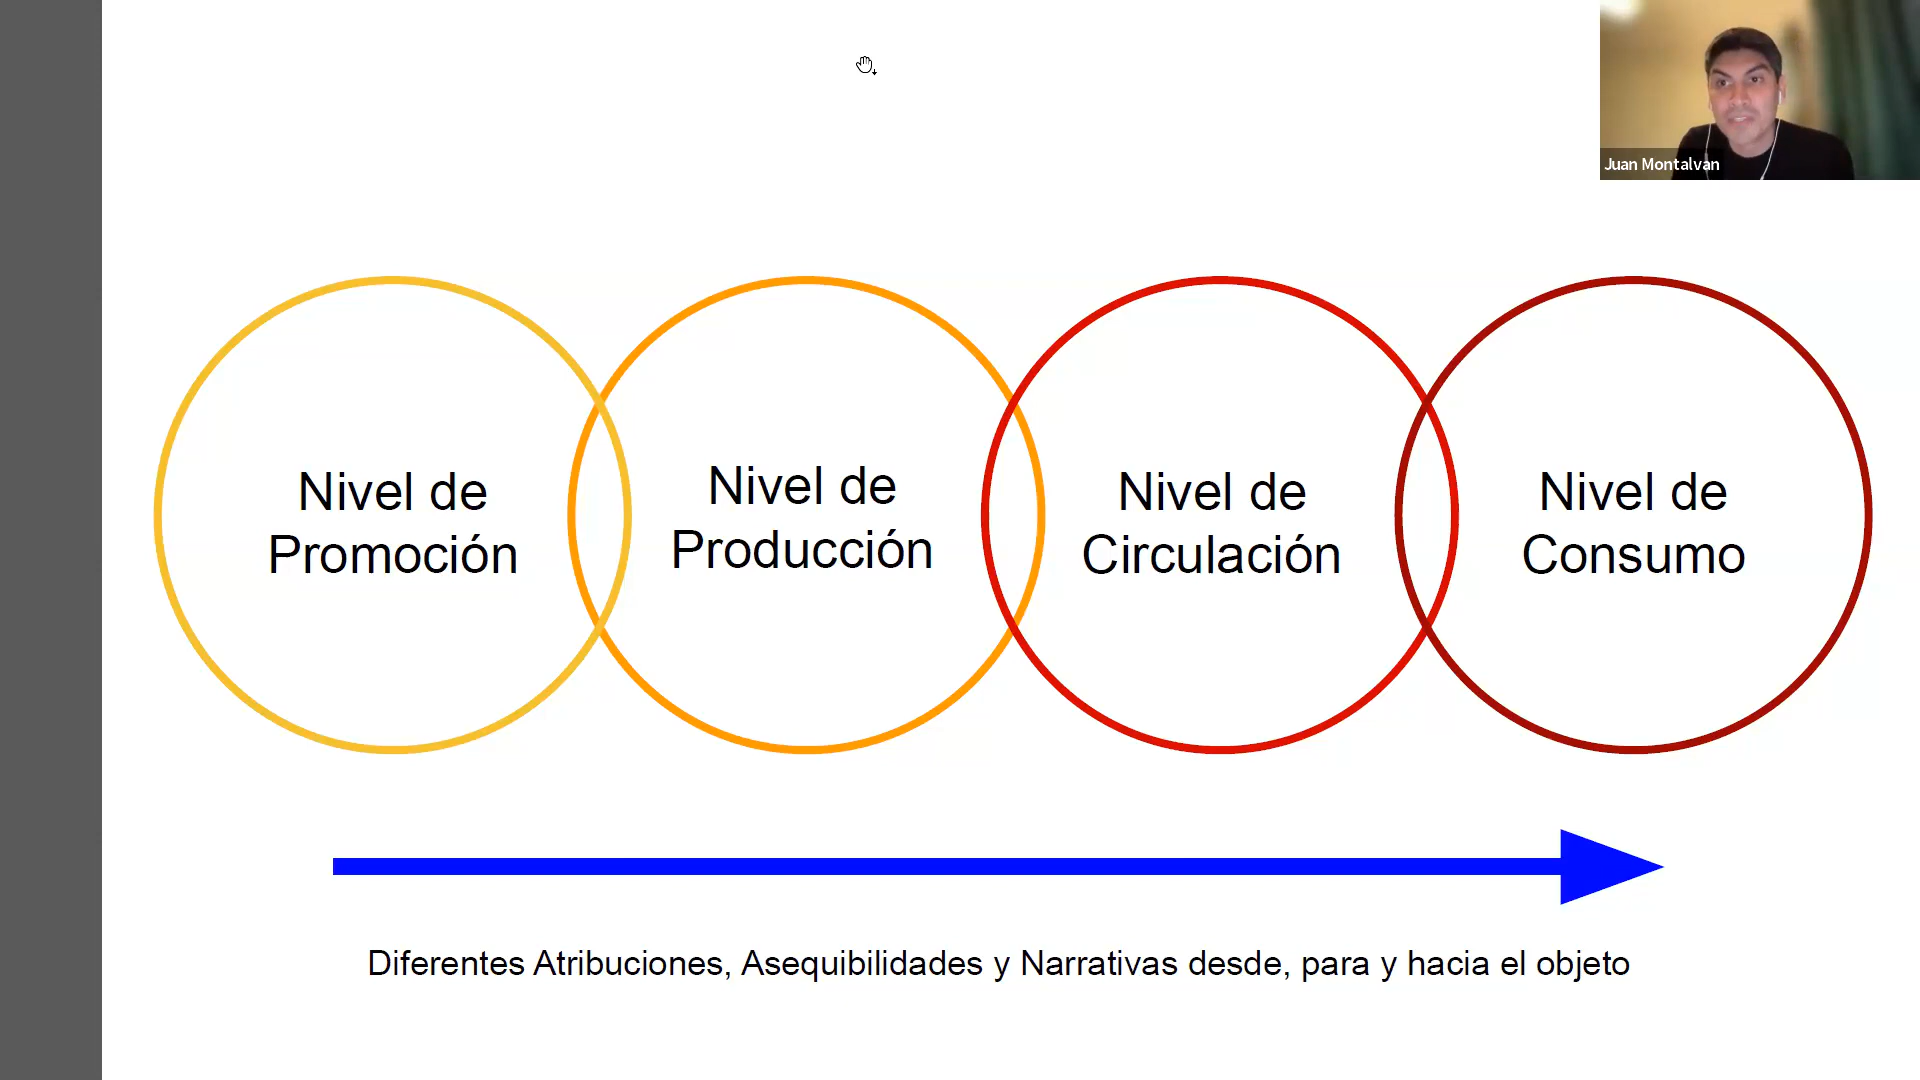 Juan Montalvan
Nivel de
Promoción
Nivel de
Producción
Nivel de
Circulación
Nivel de
Consumo
Diferentes Atribuciones, Asequibilidades y Narrativas desde, para y hacia el objeto